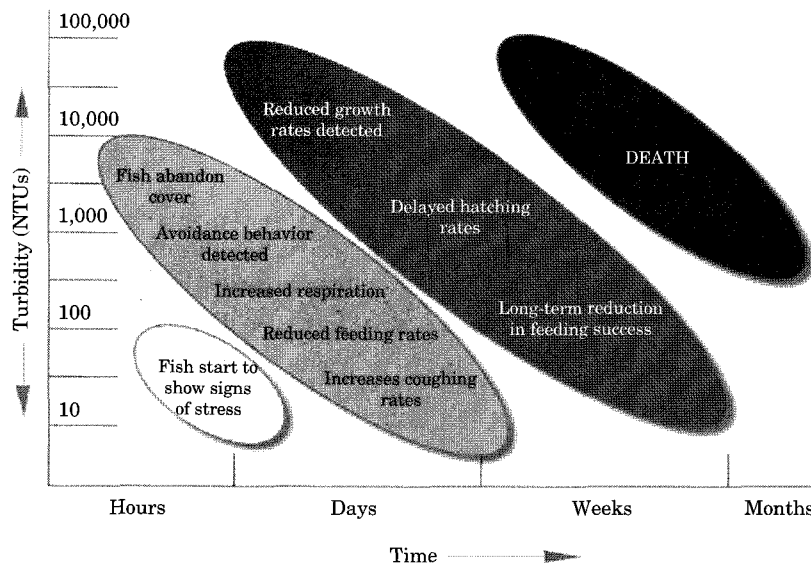 100,000
10,000
1,000
100
10
Turbidity (NTUs)
Reduced growth
rates detected
DEATH
Fish abandon
cover
Delayed hatching
rates
Avoidance behavior
detected
Increased respiration
Long-term reduction
in feeding success
Reduced feeding rates
Fish start to
show signs
of stress
Increases coughing
rates
Hours
Days
Weeks
Months
Time